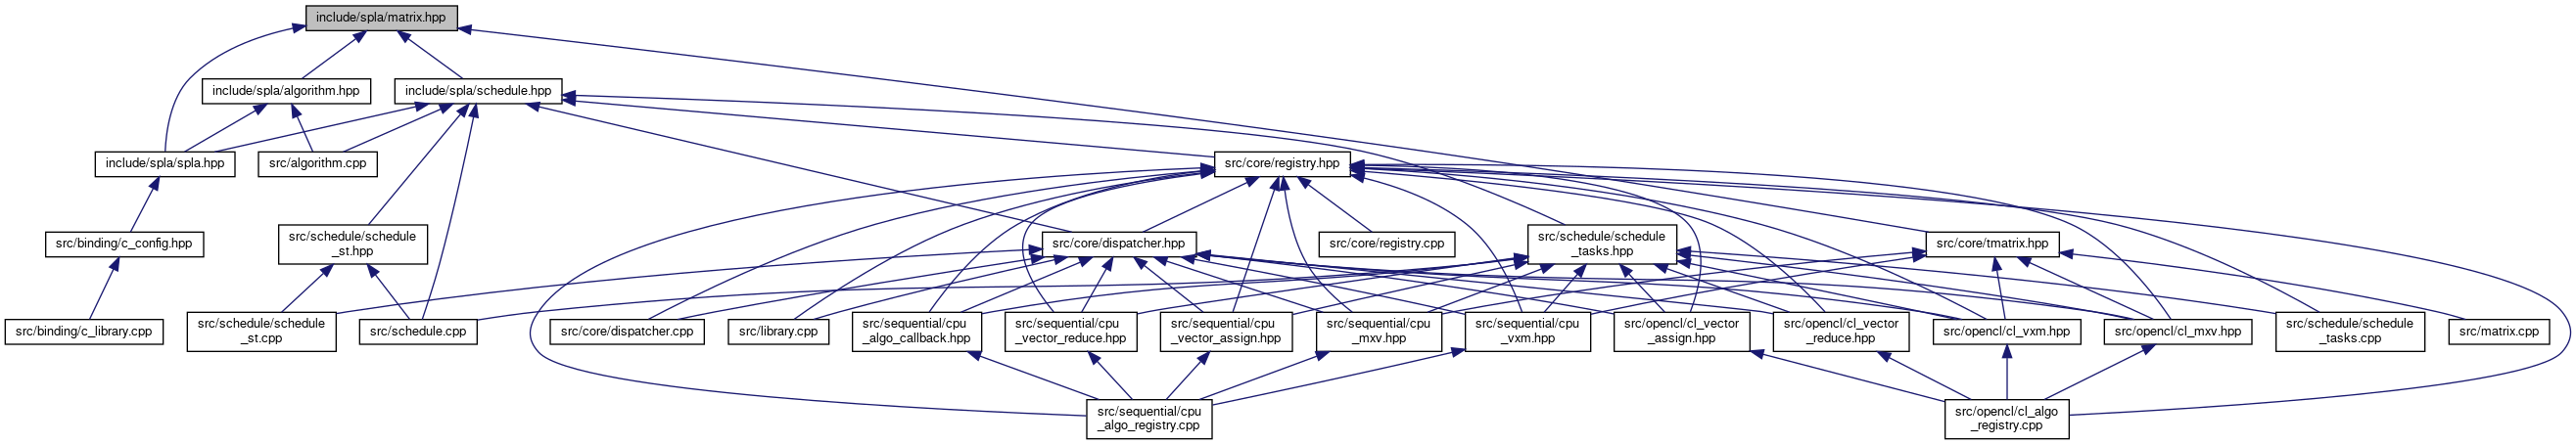 include/spla/matrix.hpp
include/spla/algorithm.hpp
include/spla/schedule.hpp
include/spla/spla.hpp
src/algorithm.cpp
src/core/registry.hpp
src/binding/c_config.hpp
src/schedule/schedule
_st.hpp
src/core/dispatcher.hpp
src/core/registry.cpp
src/schedule/schedule
_tasks.hpp
src/core/tmatrix.hpp
src/binding/c_library.cpp
src/schedule/schedule
_st.cpp
src/schedule.cpp
src/core/dispatcher.cpp
src/library.cpp
src/sequential/cpu
_algo_callback.hpp
src/sequential/cpu
_vector_reduce.hpp
src/sequential/cpu
_vector_assign.hpp
src/sequential/cpu
_mxv.hpp
src/sequential/cpu
_vxm.hpp
src/opencl/cl_vector
_assign.hpp
src/opencl/cl_vector
_reduce.hpp
src/opencl/cl_vxm.hpp
src/opencl/cl_mxv.hpp
src/schedule/schedule
_tasks.cpp
src/matrix.cpp
src/sequential/cpu
_algo_registry.cpp
src/opencl/cl_algo
_registry.cpp